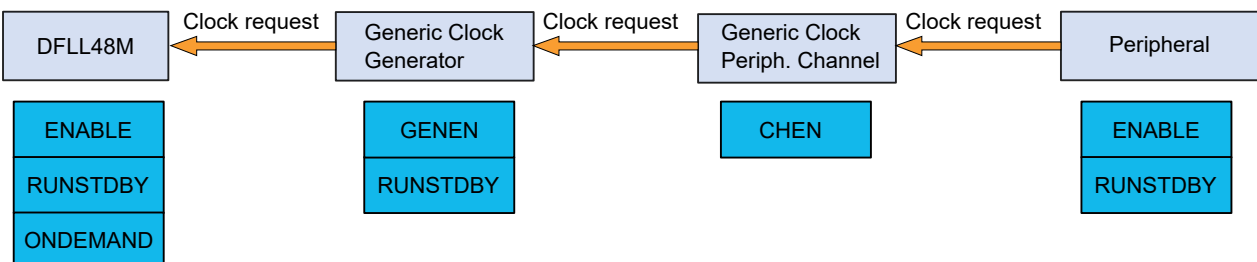 Clock request
Clock request
Clock request
DFLL48M
Generic Clock
Generator
Generic Clock
Periph. Channel
Peripheral
ENABLE
GENEN
CHEN
ENABLE
RUNSTDBY
RUNSTDBY
RUNSTDBY
ONDEMAND